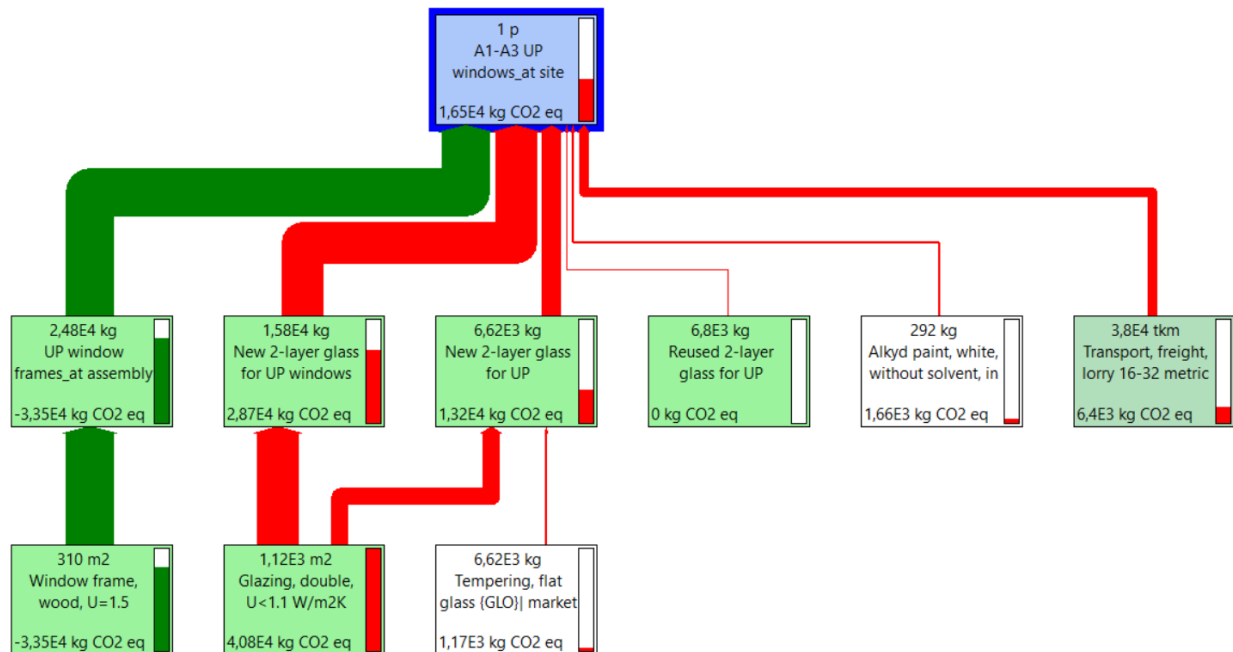 1 p
A1-A3 UP
windows_at site
1,65E4 kg CO2 eq
2,48E4 kg
UP window
frames_at assembly
-3,35E4 kg CO2 eq
1,58E4 kg
New 2-layer glass
for UP windows
2,87E4 kg CO2 eq
6,62E3 kg
New 2-layer glass
for UP
1,32E4 kg CO2 eq
6,8E3 kg
Reused 2-layer
glass for UP
0 kg CO2 eq
292 kg
Alkyd paint, white,
without solvent, in
1,66E3 kg CO2 eq
3,8E4 tkm
Transport, freight,
lorry 16-32 metric
6,4E3 kg CO2 eq
310 m2
Window frame,
wood, U=1.5
-3,35E4 kg CO2 eq
1,12E3 m2
Glazing, double,
U<1.1 W/m2K
4,08E4 kg CO2 eq
6,62E3 kg
Tempering, flat
glass {GLO}| market
1,17E3 kg CO2 eq